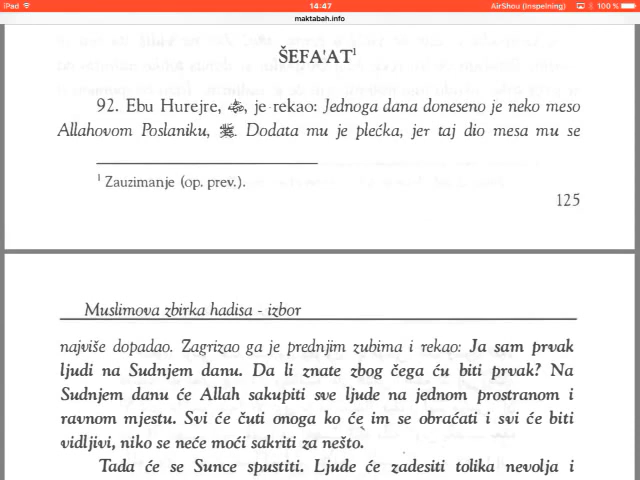 iPad
14:47
AirShou (Inspelning)
100 %
maktabah.info
ŠEFA'AT¹
92. Ebu Hurejre, ؓ, je rekao: Jednoga dana doneseno je neko meso
Allahovom Poslaniku, ﷺ. Dodata mu je plećka, jer taj dio mesa mu se
¹ Zauzimanje (op. prev.).
125
Muslimova zbirka hadisa - izbor
najviše dopadao. Zagrizao ga je prednjim zubima i rekao: Ja sam prvak
ljudi na Sudnjem danu. Da li znate zbog čega ću biti prvak? Na
Sudnjem danu će Allah sakupiti sve ljude na jednom prostranom i
ravnom mjestu. Svi će čuti onoga ko će im se obraćati i svi će biti
vidljivi, niko se neće moći sakriti za nešto.
Tada će se Sunce spustiti. Ljude će zadesiti tolika nevolja i